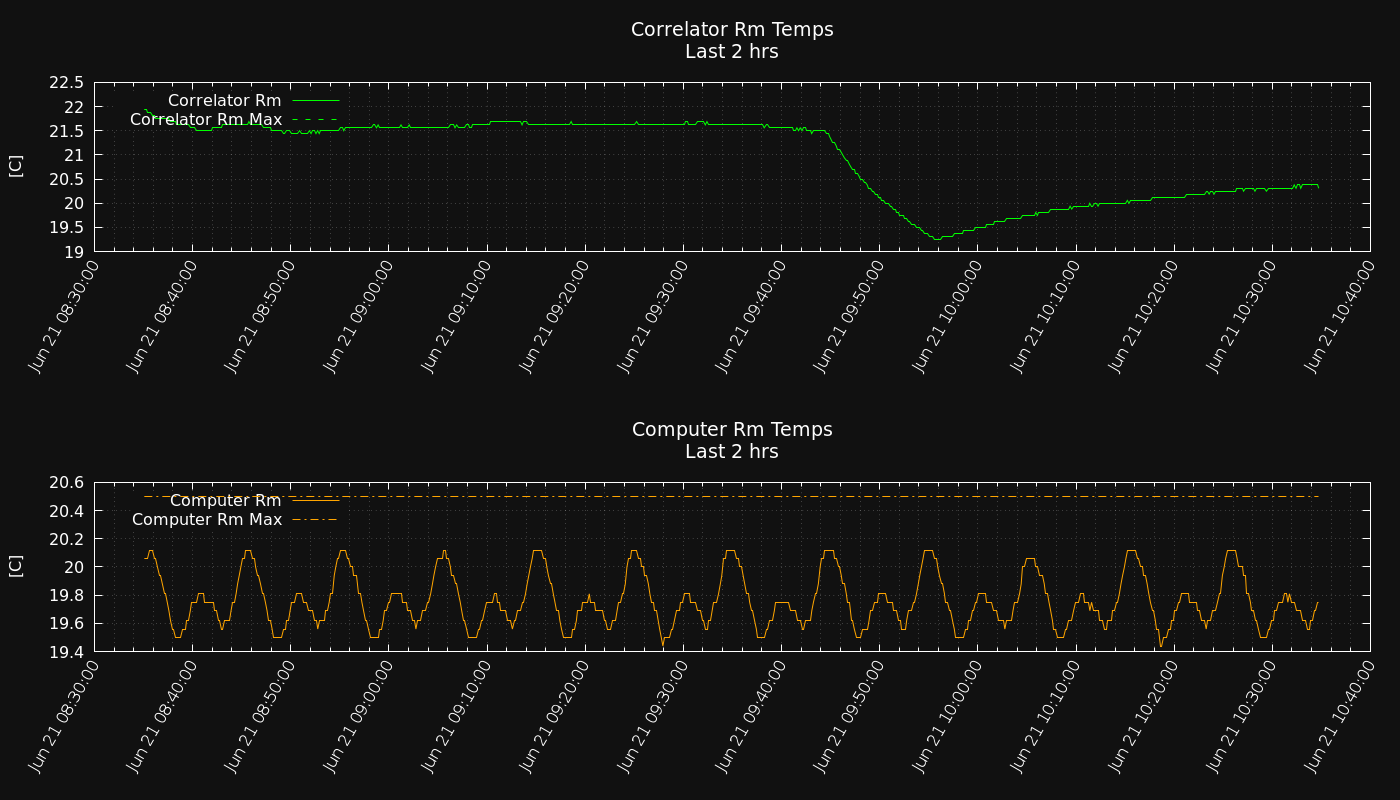 Correlator Rm Temps
Last 2 hrs
22.5
22
21.5
21
20.5
20
19.5
19
[C]
Correlator Rm
Correlator Rm Max
Jun 21 08:30:00
Jun 21 08:40:00
Jun 21 08:50:00
Jun 21 09:00:00
Jun 21 09:10:00
Jun 21 09:20:00
Jun 21 09:30:00
Jun 21 09:40:00
Jun 21 09:50:00
Jun 21 10:00:00
Jun 21 10:10:00
Jun 21 10:20:00
Jun 21 10:30:00
Jun 21 10:40:00
Computer Rm Temps
Last 2 hrs
20.6
20.4
20.2
20
19.8
19.6
19.4
[C]
Computer Rm
Computer Rm Max
Jun 21 08:30:00
Jun 21 08:40:00
Jun 21 08:50:00
Jun 21 09:00:00
Jun 21 09:10:00
Jun 21 09:20:00
Jun 21 09:30:00
Jun 21 09:40:00
Jun 21 09:50:00
Jun 21 10:00:00
Jun 21 10:10:00
Jun 21 10:20:00
Jun 21 10:30:00
Jun 21 10:40:00